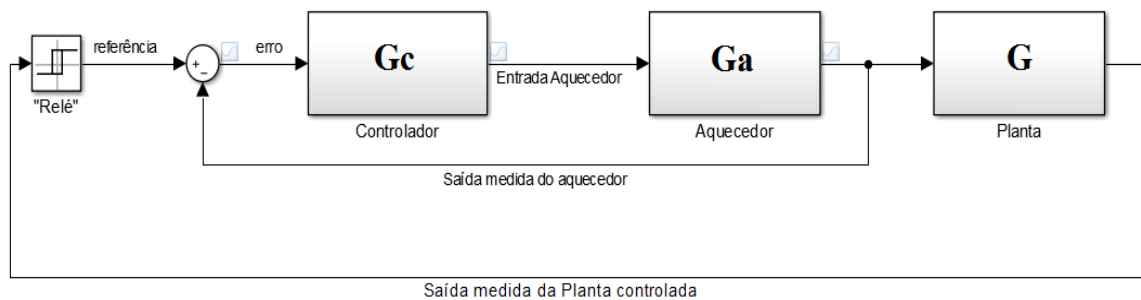 referência
erro
Gc
Ga
G
Entrada Aquecedor
"Relé"
Controlador
Aquecedor
Planta
Saída medida do aquecedor
Saída medida da Planta controlada